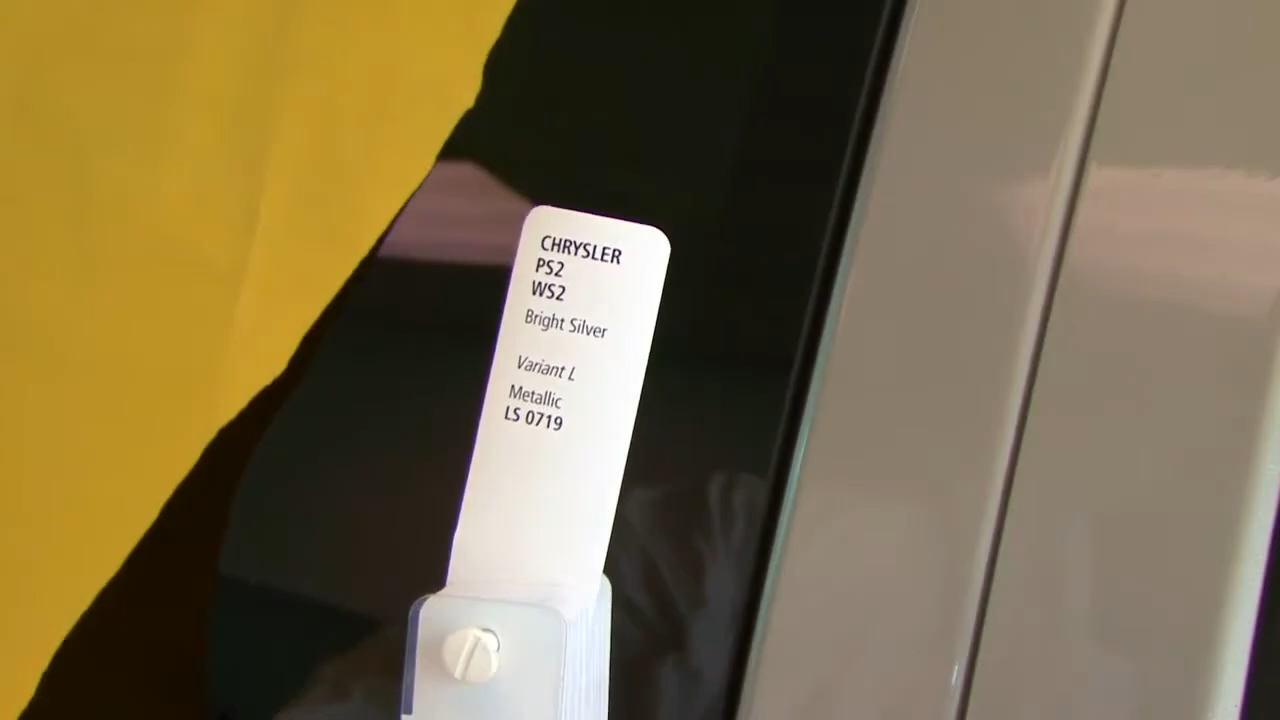 CHRYSLER
PS2
WS2
Bright Silver
Variant L
Metallic
LS 0719